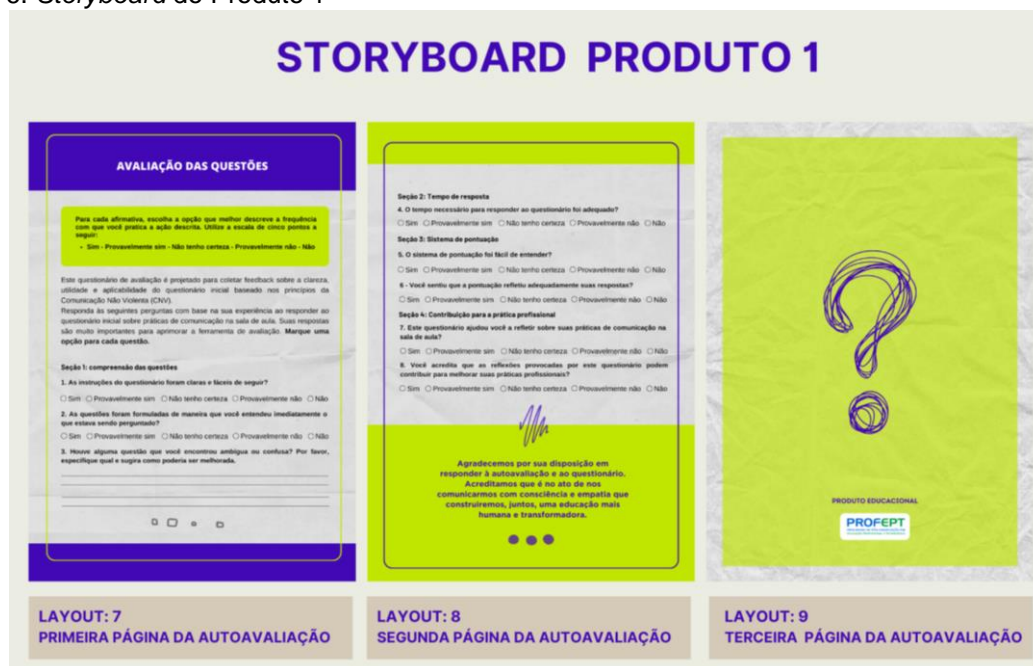 3. Storyboard do Produto 1
STORYBOARD PRODUTO 1
AVALIAÇÃO DAS QUESTÕES
Para cada afirmativa, escolha a opção que melhor descreve a frequência
com que você pratica a ação descrita. Utilize a escala de cinco pontos a
seguir:
• Sim - Provavelmente sim - Não tenho certeza - Provavelmente não - Não
Este questionário de avaliação é projetado para coletar feedback sobre a clareza,
utilidade e aplicabilidade do questionário inicial baseado nos princípios da
Comunicação Não Violenta (CNV).
Responda às seguintes perguntas com base na sua experiência ao responder ao
questionário inicial sobre práticas de comunicação na sala de aula. Suas respostas
são muito importantes para aprimorar a ferramenta de avaliação. Marque uma
opção para cada questão.
Seção 1: compreensão das questões
1. As instruções do questionário foram claras e fáceis de seguir?
Sim Provavelmente sim Não tenho certeza Provavelmente não Não
2. As questões foram formuladas de maneira que você entendeu imediatamente o
que estava sendo perguntado?
Sim Provavelmente sim Não tenho certeza Provavelmente não Não
3. Houve alguma questão que você encontrou ambígua ou confusa? Por favor,
especifique qual e sugira como poderia ser melhorada.
LAYOUT: 7
PRIMEIRA PÁGINA DA AUTOAVALIAÇÃO
Seção 2: Tempo de resposta
4. O tempo necessário para responder ao questionário foi adequado?
Sim Provavelmente sim Não tenho certeza Provavelmente não Não
Seção 3: Sistema de pontuação
5. O sistema de pontuação foi fácil de entender?
Sim Provavelmente sim Não tenho certeza Provavelmente não Não
6 - Você sentiu que a pontuação refletiu adequadamente suas respostas?
Sim Provavelmente sim Não tenho certeza Provavelmente não Não
Seção 4: Contribuição para a prática profissional
7. Este questionário ajudou você a refletir sobre suas práticas de comunicação na
sala de aula?
Sim Provavelmente sim Não tenho certeza Provavelmente não Não
8. Você acredita que as reflexões provocadas por este questionário podem
contribuir para melhorar suas práticas profissionais?
Sim Provavelmente sim Não tenho certeza Provavelmente não Não
Agradecemos por sua disposição em
responder à autoavaliação e ao questionário.
Acreditamos que é no ato de nos
comunicarmos com consciência e empatia que
construiremos, juntos, uma educação mais
humana e transformadora.
LAYOUT: 8
SEGUNDA PÁGINA DA AUTOAVALIAÇÃO
?
PRODUTO EDUCACIONAL
PROFEPT
LAYOUT: 9
TERCEIRA PÁGINA DA AUTOAVALIAÇÃO